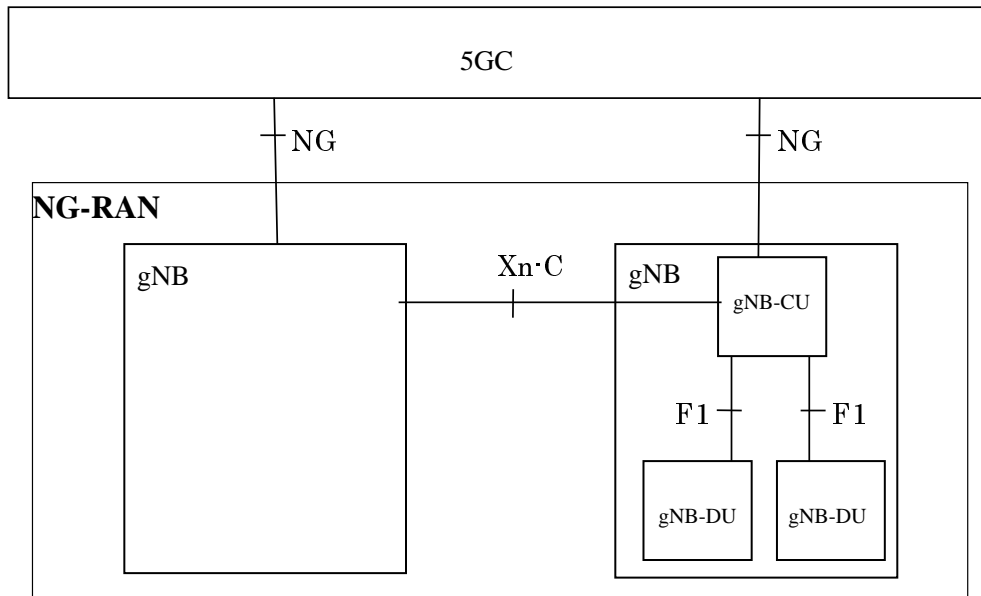 5GC
NG
NG
NG-RAN
gNB
Xn-C
gNB
gNB-CU
F1
F1
gNB-DU
gNB-DU